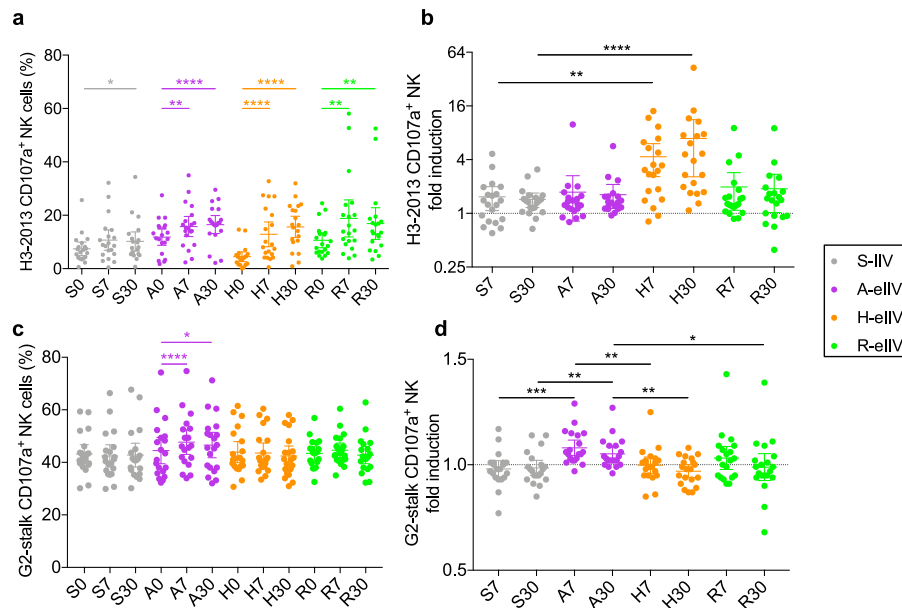 a
H3-2013 CD107a+ NK cells (%)
80
60
40
20
0
*
****
**
****
****
**
**
S0 S7 S30 A0 A7 A30 H0 H7 H30 R0 R7 R30
b
H3-2013 CD107a+ NK
fold induction
64
16
4
1
0.25
****
**
S7 S30 A7 A30 H7 H30 R7 R30
S-IIV
A-eIIV
H-eIIV
R-eIIV
c
G2-stalk CD107a+ NK cells (%)
80
60
40
20
0
*
****
S0 S7 S30 A0 A7 A30 H0 H7 H30 R0 R7 R30
d
G2-stalk CD107a+ NK
fold induction
1.5
1.0
0.5
*
**
**
***
**
S7 S30 A7 A30 H7 H30 R7 R30